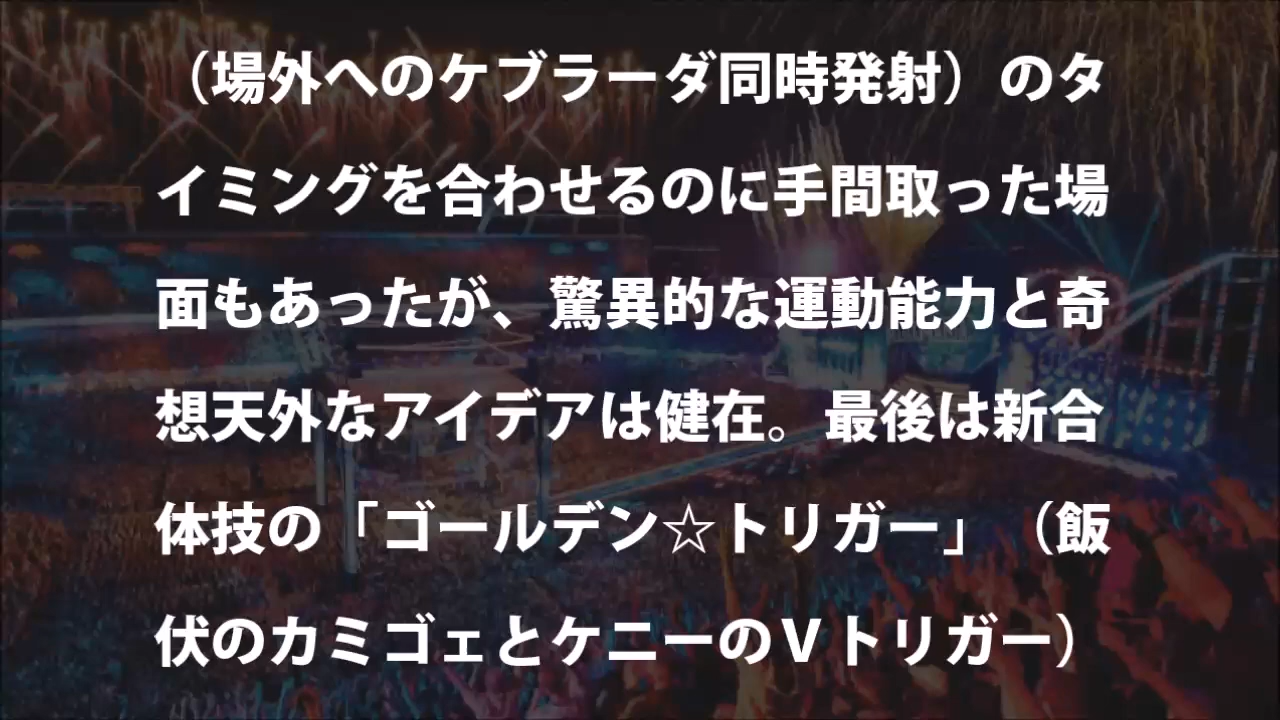 （場外へのケブラーダ同時発射）のタ
イミングを合わせるのに手間取った場
面もあったが、驚異的な運動能力と奇
想天外なアイデアは健在。最後は新合
体技の「ゴールデン☆トリガー」（飯
伏のカミゴェとケニーのＶトリガー）